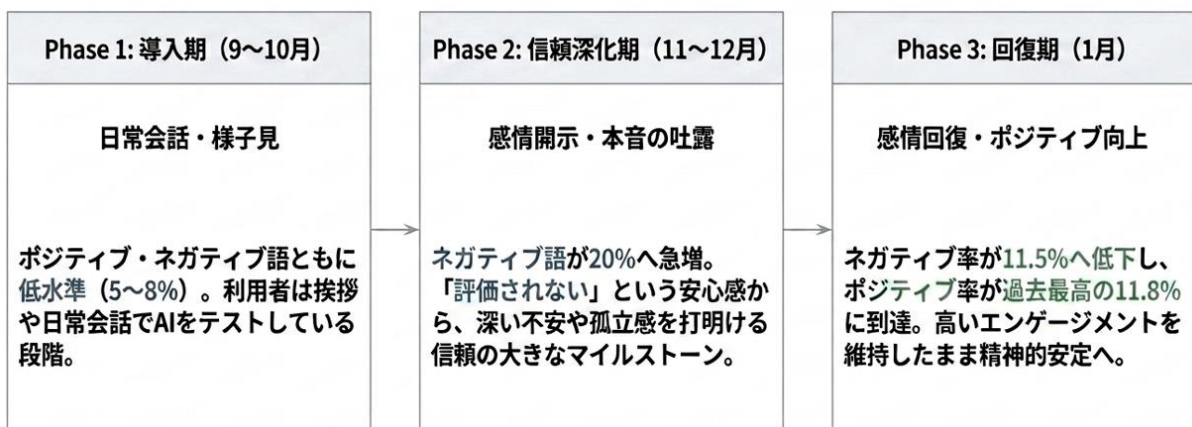 Phase 1: 導入期（9〜10月）
日常会話・様子見
ポジティブ・ネガティブ語ともに
低水準（5〜8%）。利用者は挨拶
や日常会話でAIをテストしている
段階。
Phase 2: 信頼深化期（11〜12月）
感情開示・本音の吐露
ネガティブ語が20%へ急増。
「評価されない」という安心感か
ら、深い不安や孤立感を打明ける
信頼の大きなマイルストーン。
Phase 3: 回復期（1月）
感情回復・ポジティブ向上
ネガティブ率が11.5%へ低下し、
ポジティブ率が過去最高の11.8%
に到達。高いエンゲージメントを
維持したまま精神的安定へ。